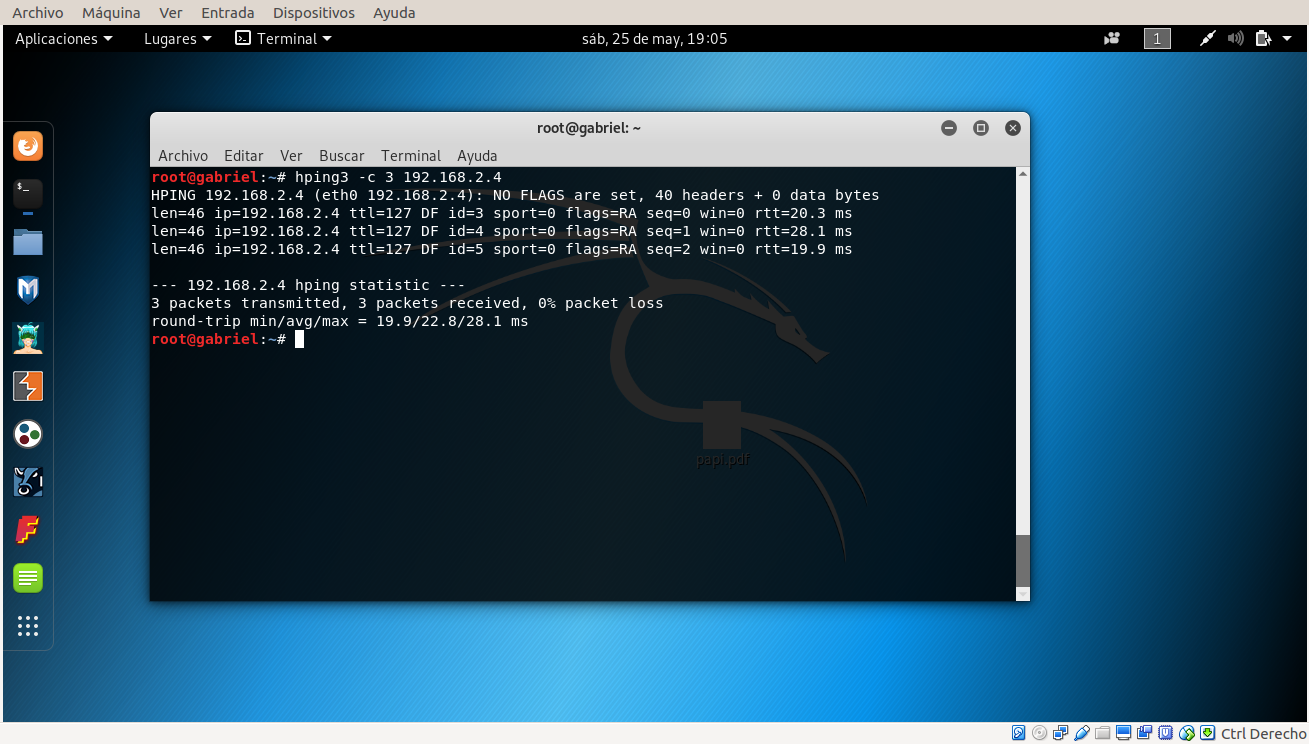 Archivo Máquina Ver Entrada Dispositivos Ayuda
Aplicaciones Lugares Terminal sáb, 25 de may, 19:05 1
root@gabriel: ~
Archivo Editar Ver Buscar Terminal Ayuda
root@gabriel:~# hping3 -c 3 192.168.2.4
HPING 192.168.2.4 (eth0 192.168.2.4): NO FLAGS are set, 40 headers + 0 data bytes
len=46 ip=192.168.2.4 ttl=127 DF id=3 sport=0 flags=RA seq=0 win=0 rtt=20.3 ms
len=46 ip=192.168.2.4 ttl=127 DF id=4 sport=0 flags=RA seq=1 win=0 rtt=28.1 ms
len=46 ip=192.168.2.4 ttl=127 DF id=5 sport=0 flags=RA seq=2 win=0 rtt=19.9 ms
--- 192.168.2.4 hping statistic ---
3 packets transmitted, 3 packets received, 0% packet loss
round-trip min/avg/max = 19.9/22.8/28.1 ms
root@gabriel:~#
papi.pdf
Ctrl Derecho